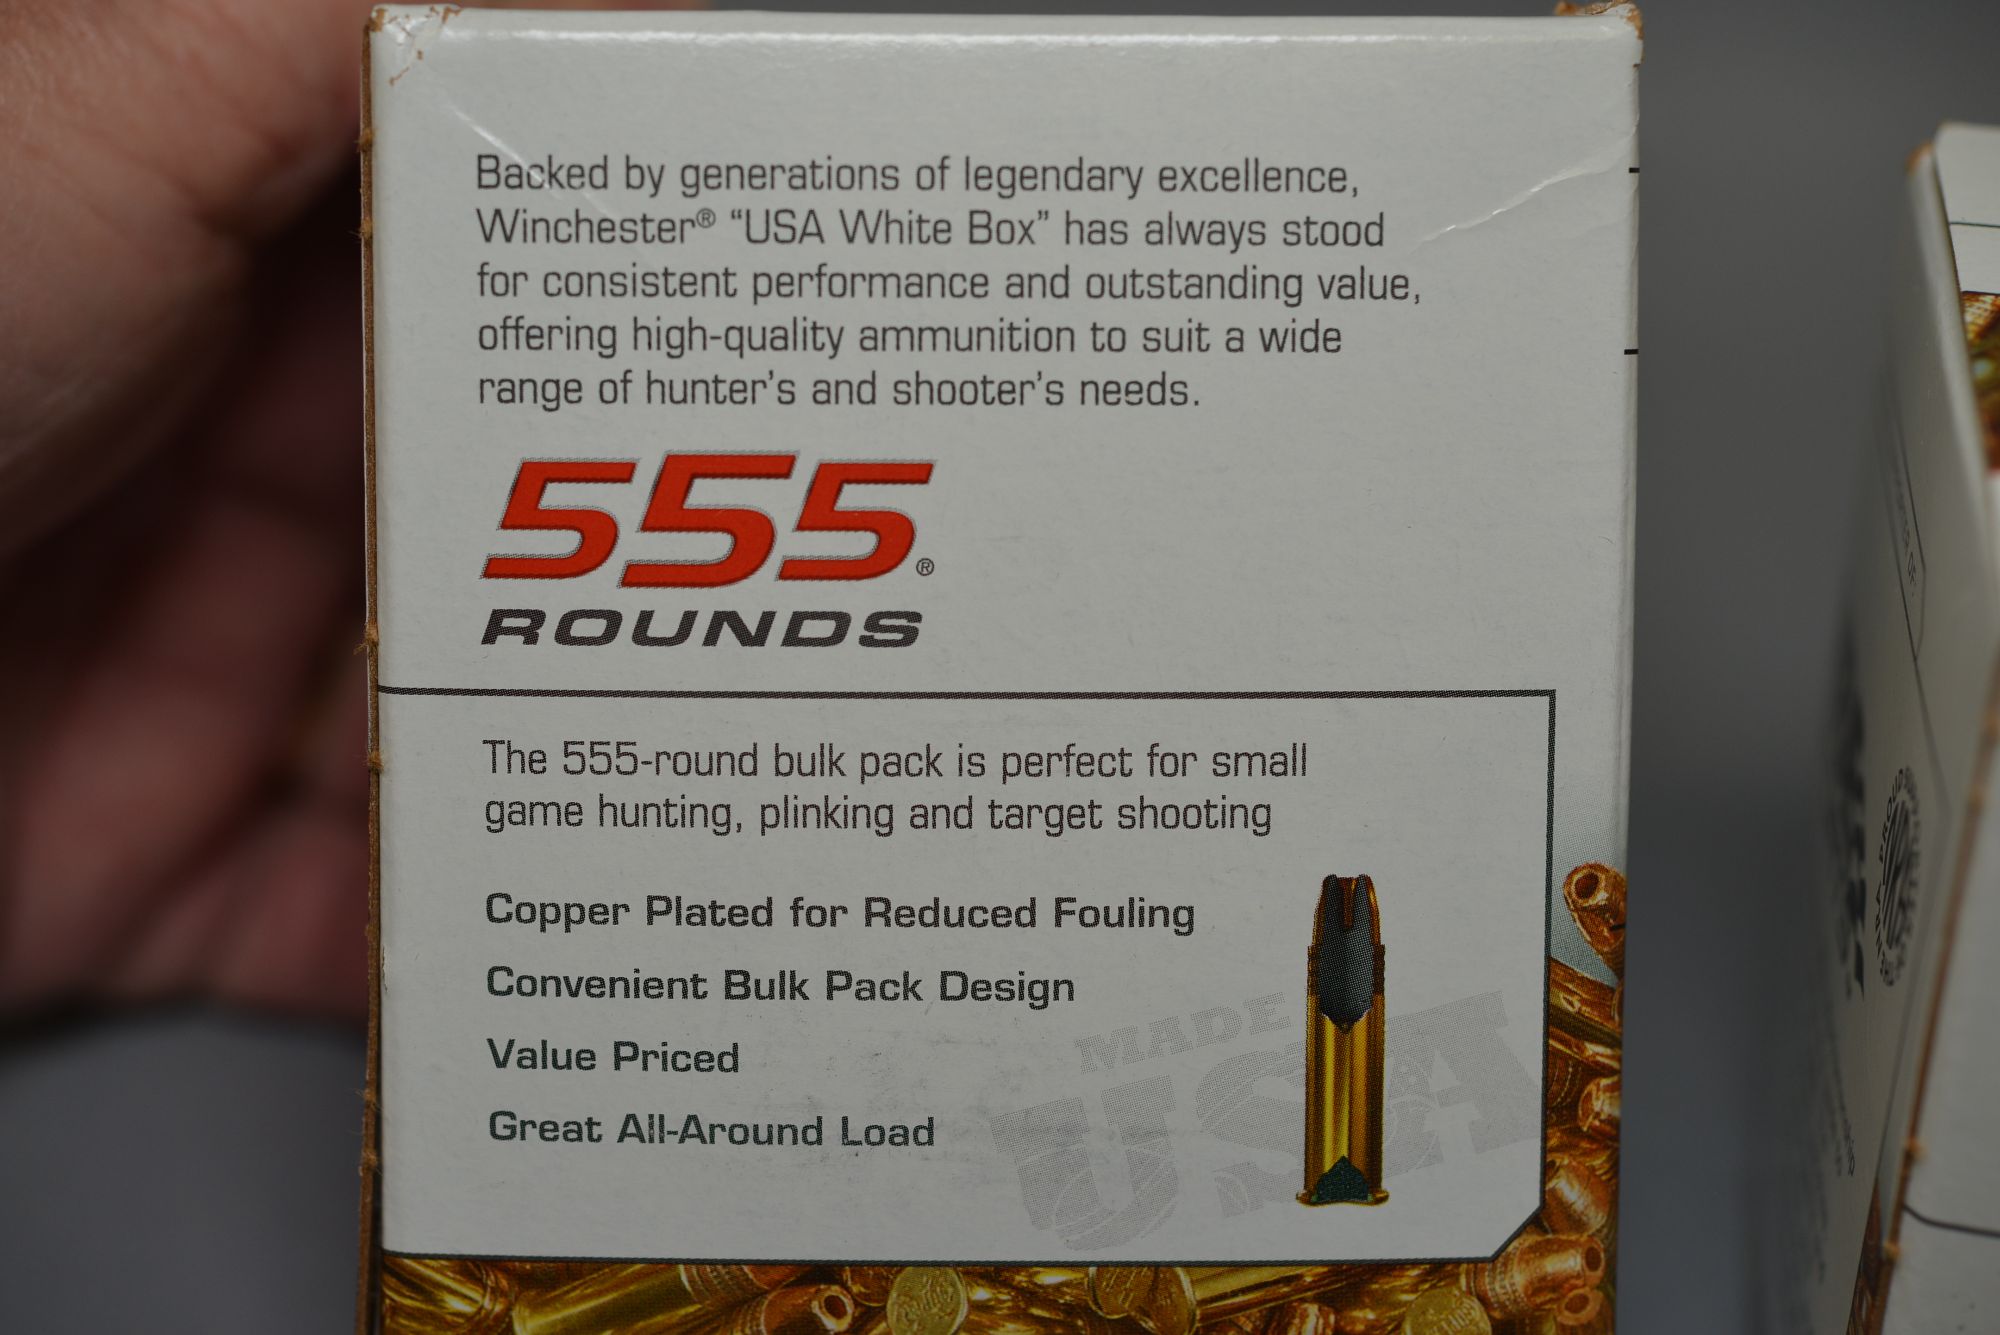 Backed by generations of legendary excellence,
Winchester® “USA White Box” has always stood
for consistent performance and outstanding value,
offering high-quality ammunition to suit a wide
range of hunter’s and shooter’s needs.
555®
ROUNDS
The 555-round bulk pack is perfect for small
game hunting, plinking and target shooting
Copper Plated for Reduced Fouling
Convenient Bulk Pack Design
Value Priced
Great All-Around Load
MADE
USA
PROUD